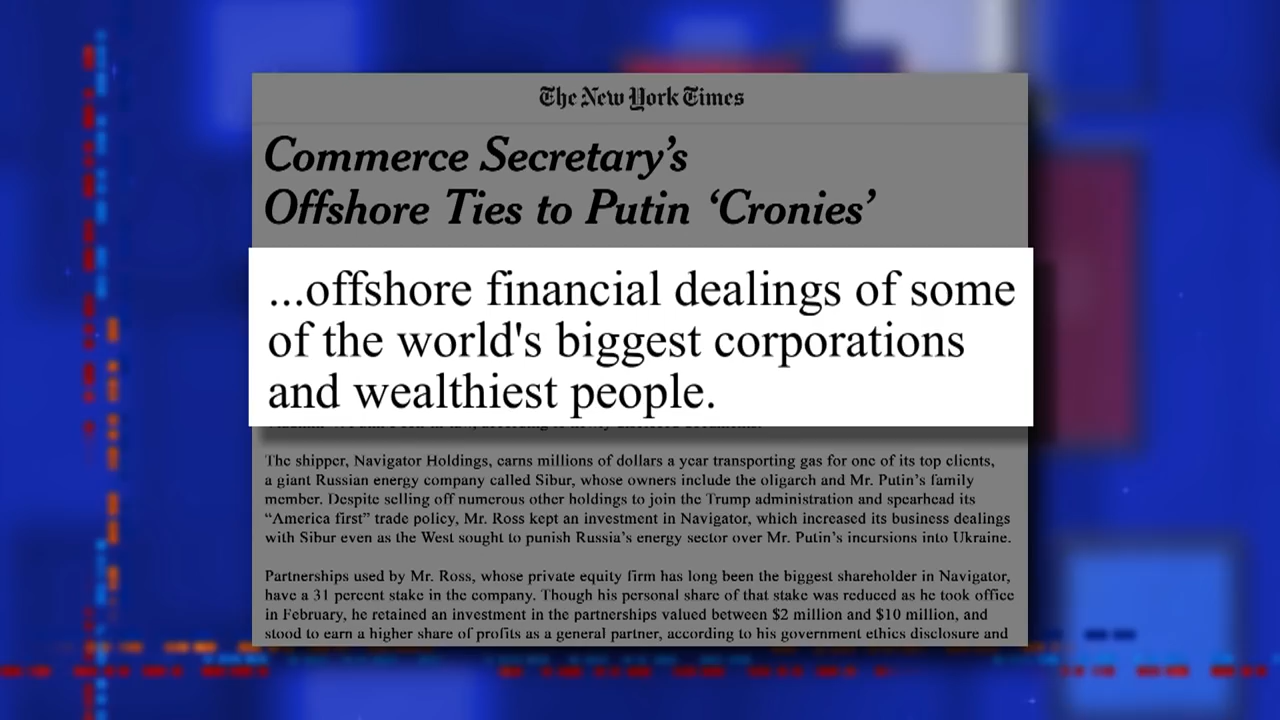 The New York Times
Commerce Secretary's
Offshore Ties to Putin ‘Cronies’
...offshore financial dealings of some
of the world's biggest corporations
and wealthiest people.
The shipper, Navigator Holdings, earns millions of dollars a year transporting gas for one of its top clients,
a giant Russian energy company called Sibur, whose owners include the oligarch and Mr. Putin’s family
member. Despite selling off numerous other holdings to join the Trump administration and spearhead its
“America first” trade policy, Mr. Ross kept an investment in Navigator, which increased its business dealings
with Sibur even as the West sought to punish Russia’s energy sector over Mr. Putin’s incursions into Ukraine.
Partnerships used by Mr. Ross, whose private equity firm has long been the biggest shareholder in Navigator,
have a 31 percent stake in the company. Though his personal share of that stake was reduced as he took office
in February, he retained an investment in the partnerships valued between $2 million and $10 million, and
stood to earn a higher share of profits as a general partner, according to his government ethics disclosure and